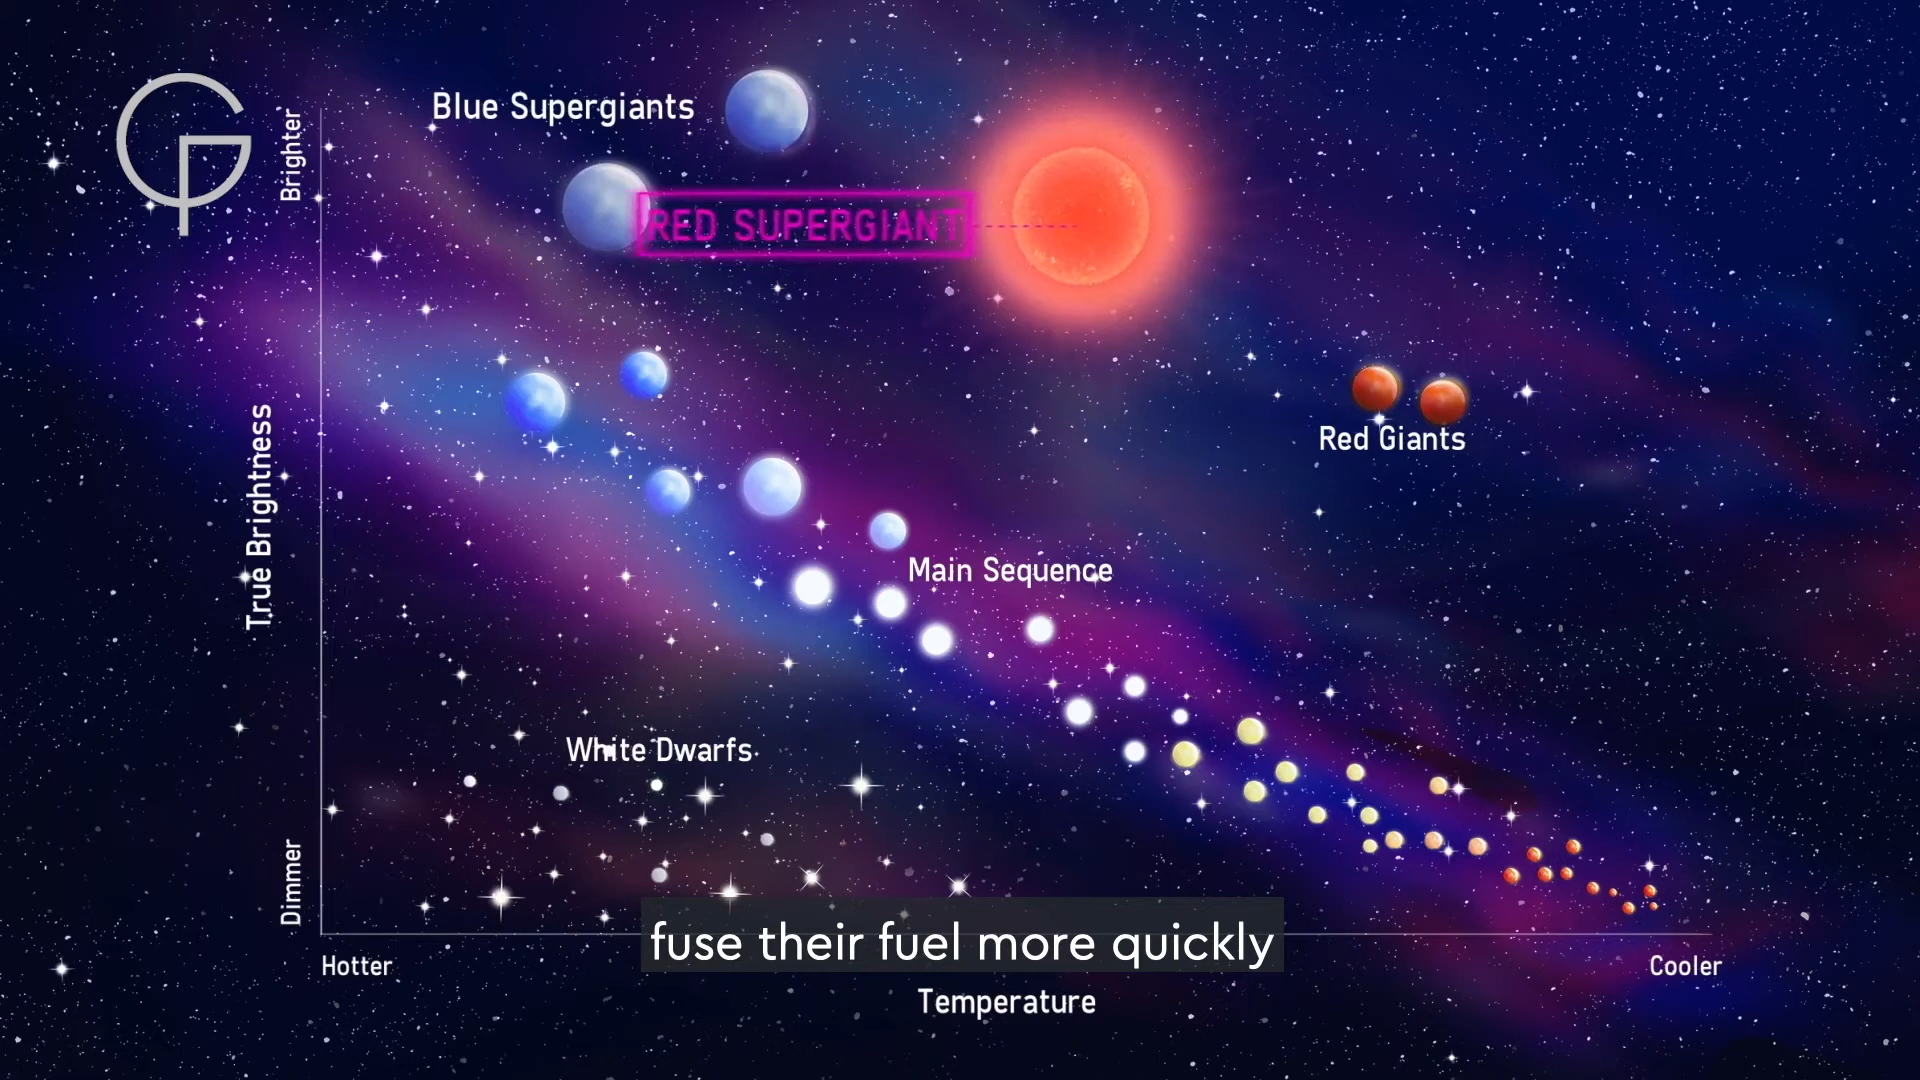 Blue Supergiants
Brighter
RED SUPERGIANT
Red Giants
True Brightness
Main Sequence
White Dwarfs
Dimmer
fuse their fuel more quickly
Hotter
Cooler
Temperature